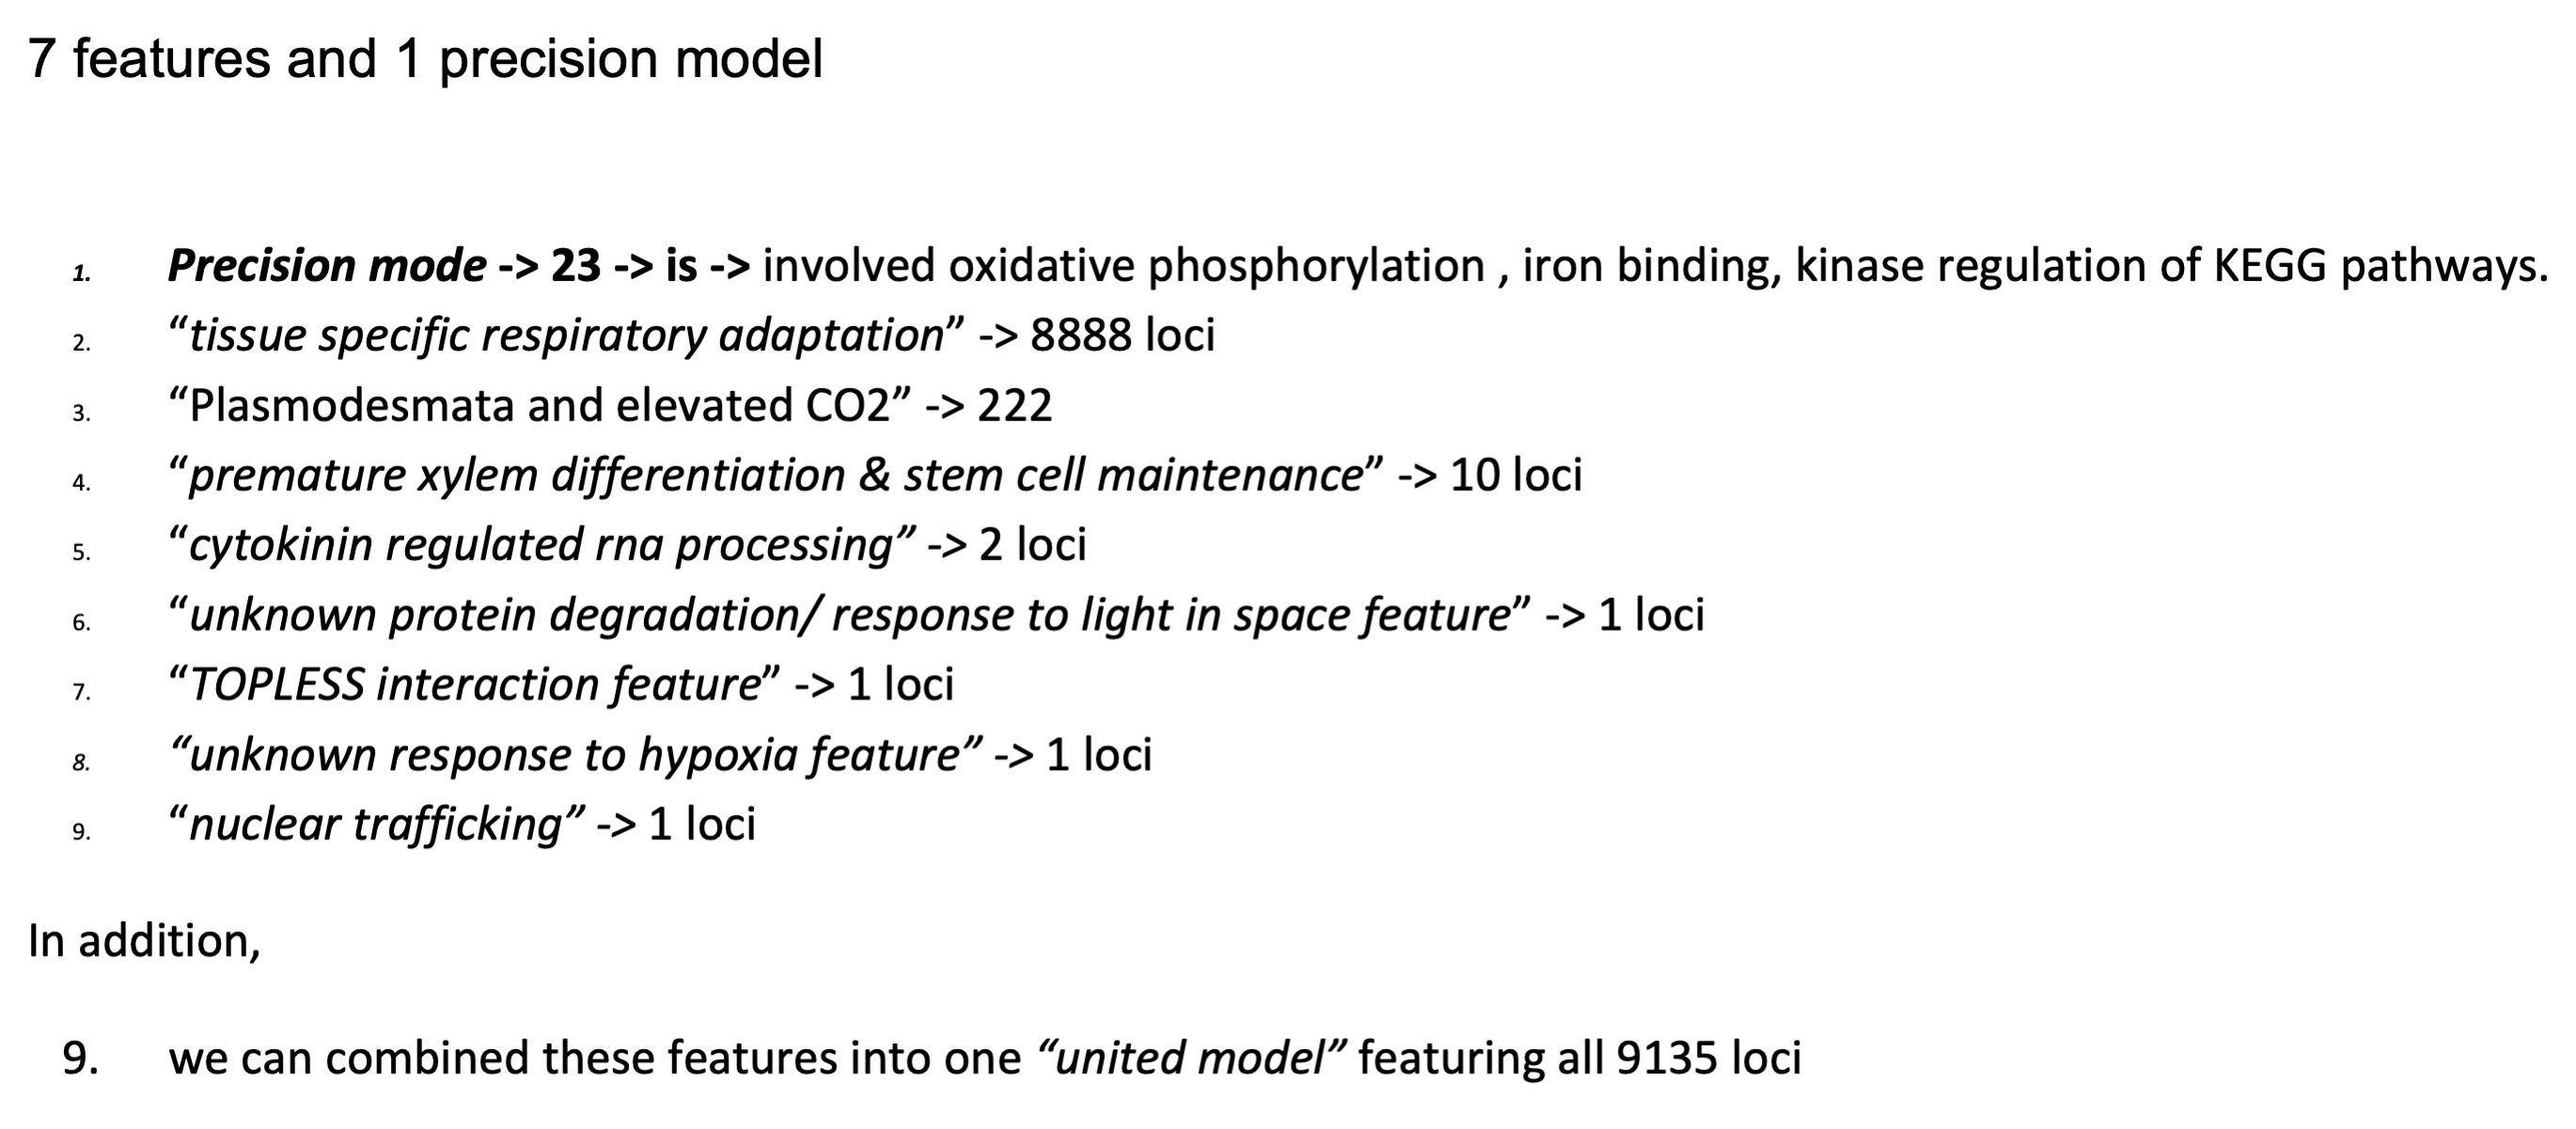 7 features and 1 precision model
1. Precision mode -> 23 -> is -> involved oxidative phosphorylation , iron binding, kinase regulation of KEGG pathways.
2. “tissue specific respiratory adaptation” -> 8888 loci
3. “Plasmodesmata and elevated CO2” -> 222
4. “premature xylem differentiation & stem cell maintenance” -> 10 loci
5. “cytokinin regulated rna processing” -> 2 loci
6. “unknown protein degradation/ response to light in space feature” -> 1 loci
7. “TOPLESS interaction feature” -> 1 loci
8. “unknown response to hypoxia feature” -> 1 loci
9. “nuclear trafficking” -> 1 loci
In addition,
9. we can combined these features into one “united model” featuring all 9135 loci